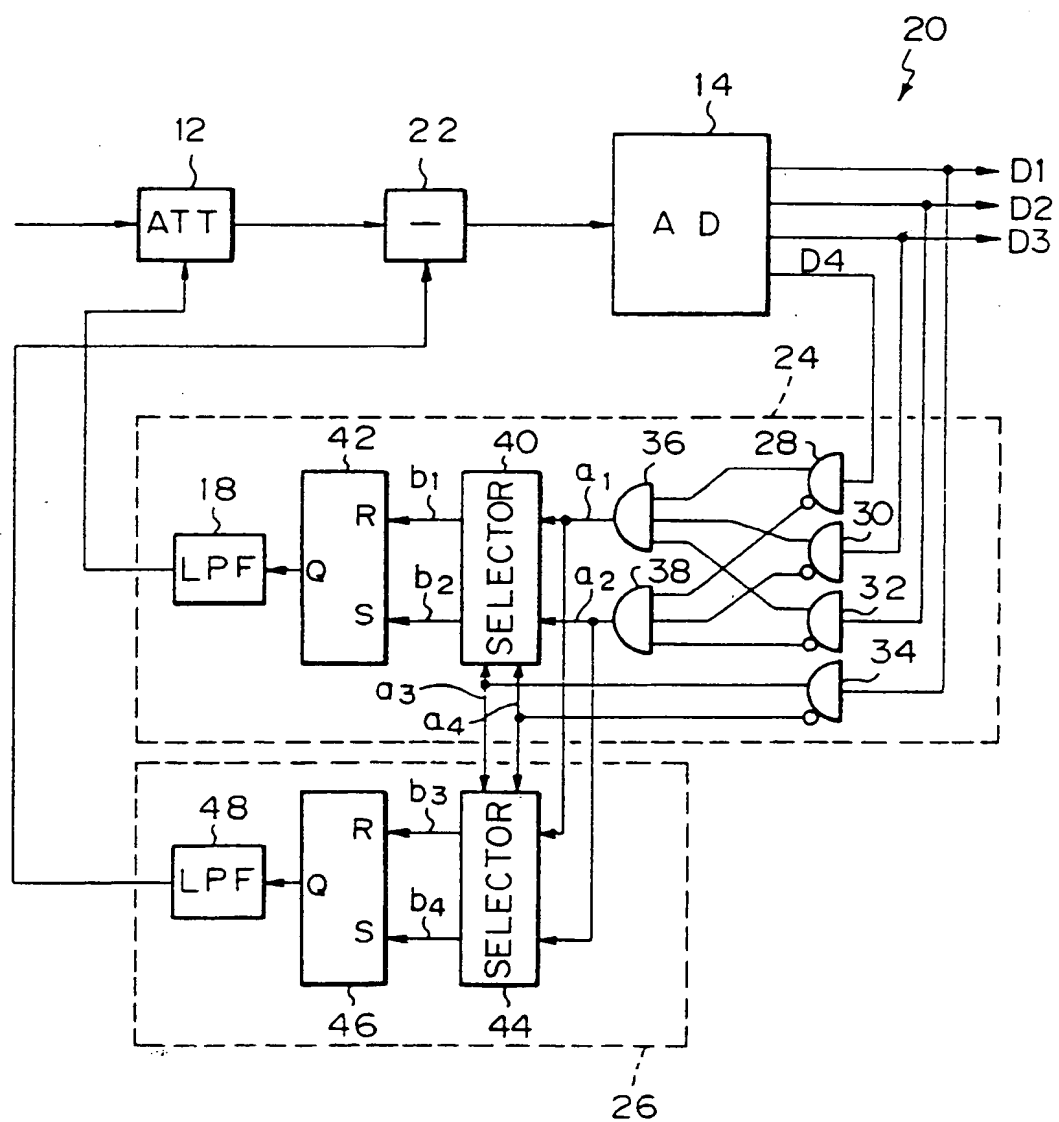 20
14
12
22
ATT
—
A D
D1
D2
D3
D4
24
42
40
36
28
18
b1
a1
R
SELECTOR
30
LPF
Q
38
b2
a2
32
S
34
a3
a4
48
b3
R
LPF
Q
SELECTOR
b4
S
46
44
26